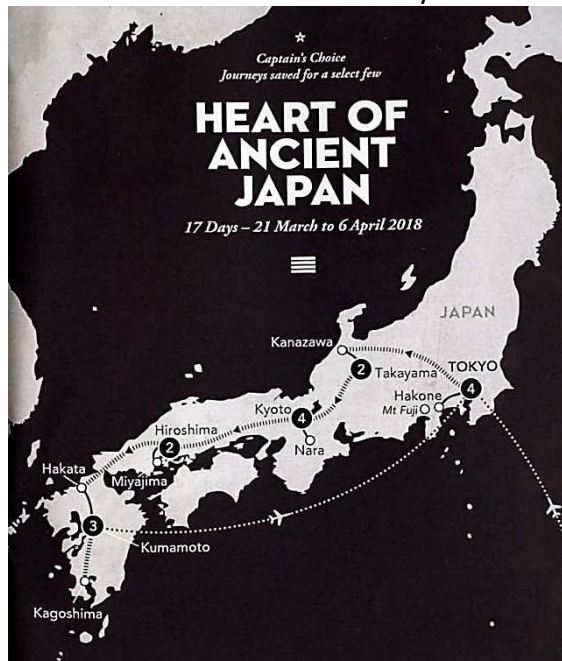 Captain's Choice
Journeys saved for a select few
HEART OF
ANCIENT
JAPAN
17 Days – 21 March to 6 April 2018
JAPAN
Kanazawa
2
Takayama
TOKYO
4
Hakone
Mt Fuji
Kyoto
4
Nara
Hiroshima
2
Miyajima
Hakata
3
Kumamoto
Kagoshima